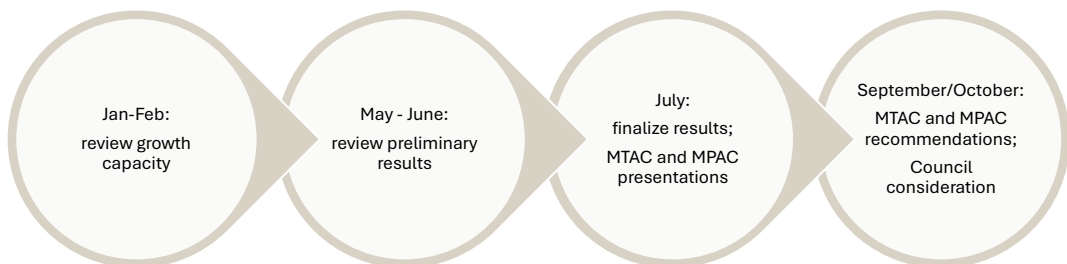 Jan-Feb:
review growth
capacity
May - June:
review preliminary
results
July:
finalize results;
MTAC and MPAC
presentations
September/October:
MTAC and MPAC
recommendations;
Council
consideration